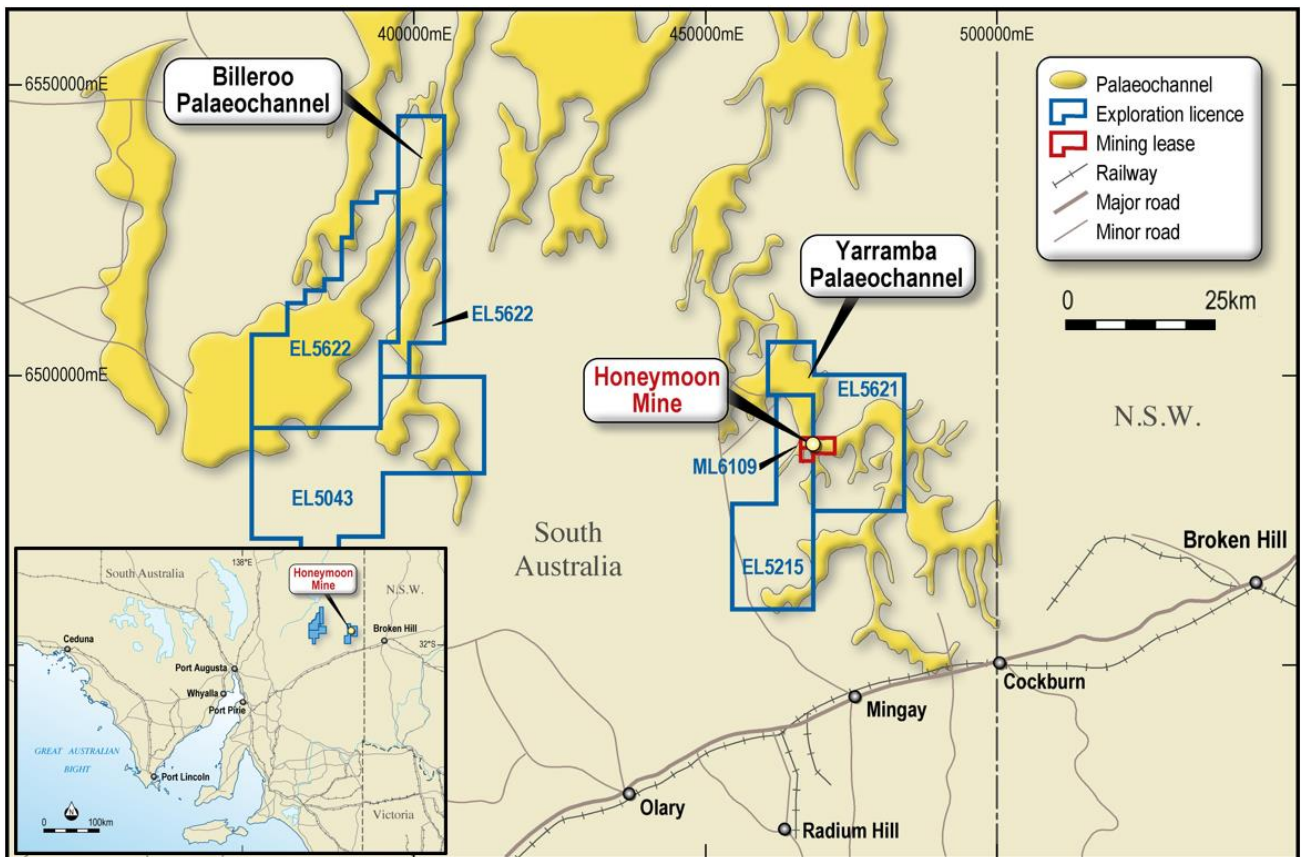 400000mE
450000mE
500000mE
6550000mE
6500000mE
Billeroo
Palaeochannel
Palaeochannel
Exploration licence
Mining lease
Railway
Major road
Minor road
0
25km
Yarramba
Palaeochannel
EL5622
EL5622
Honeymoon
Mine
EL5621
N.S.W.
ML6109
EL5043
South
Australia
EL5215
Broken Hill
Cockburn
Mingay
Olary
Radium Hill
138°E
South Australia
Honeymoon
Mine
N.S.W.
Broken Hill
32°S
Ceduna
Port Augusta
Whyalla
Port Pirie
GREAT AUSTRALIAN
BIGHT
Port Lincoln
N
0
100km
Victoria